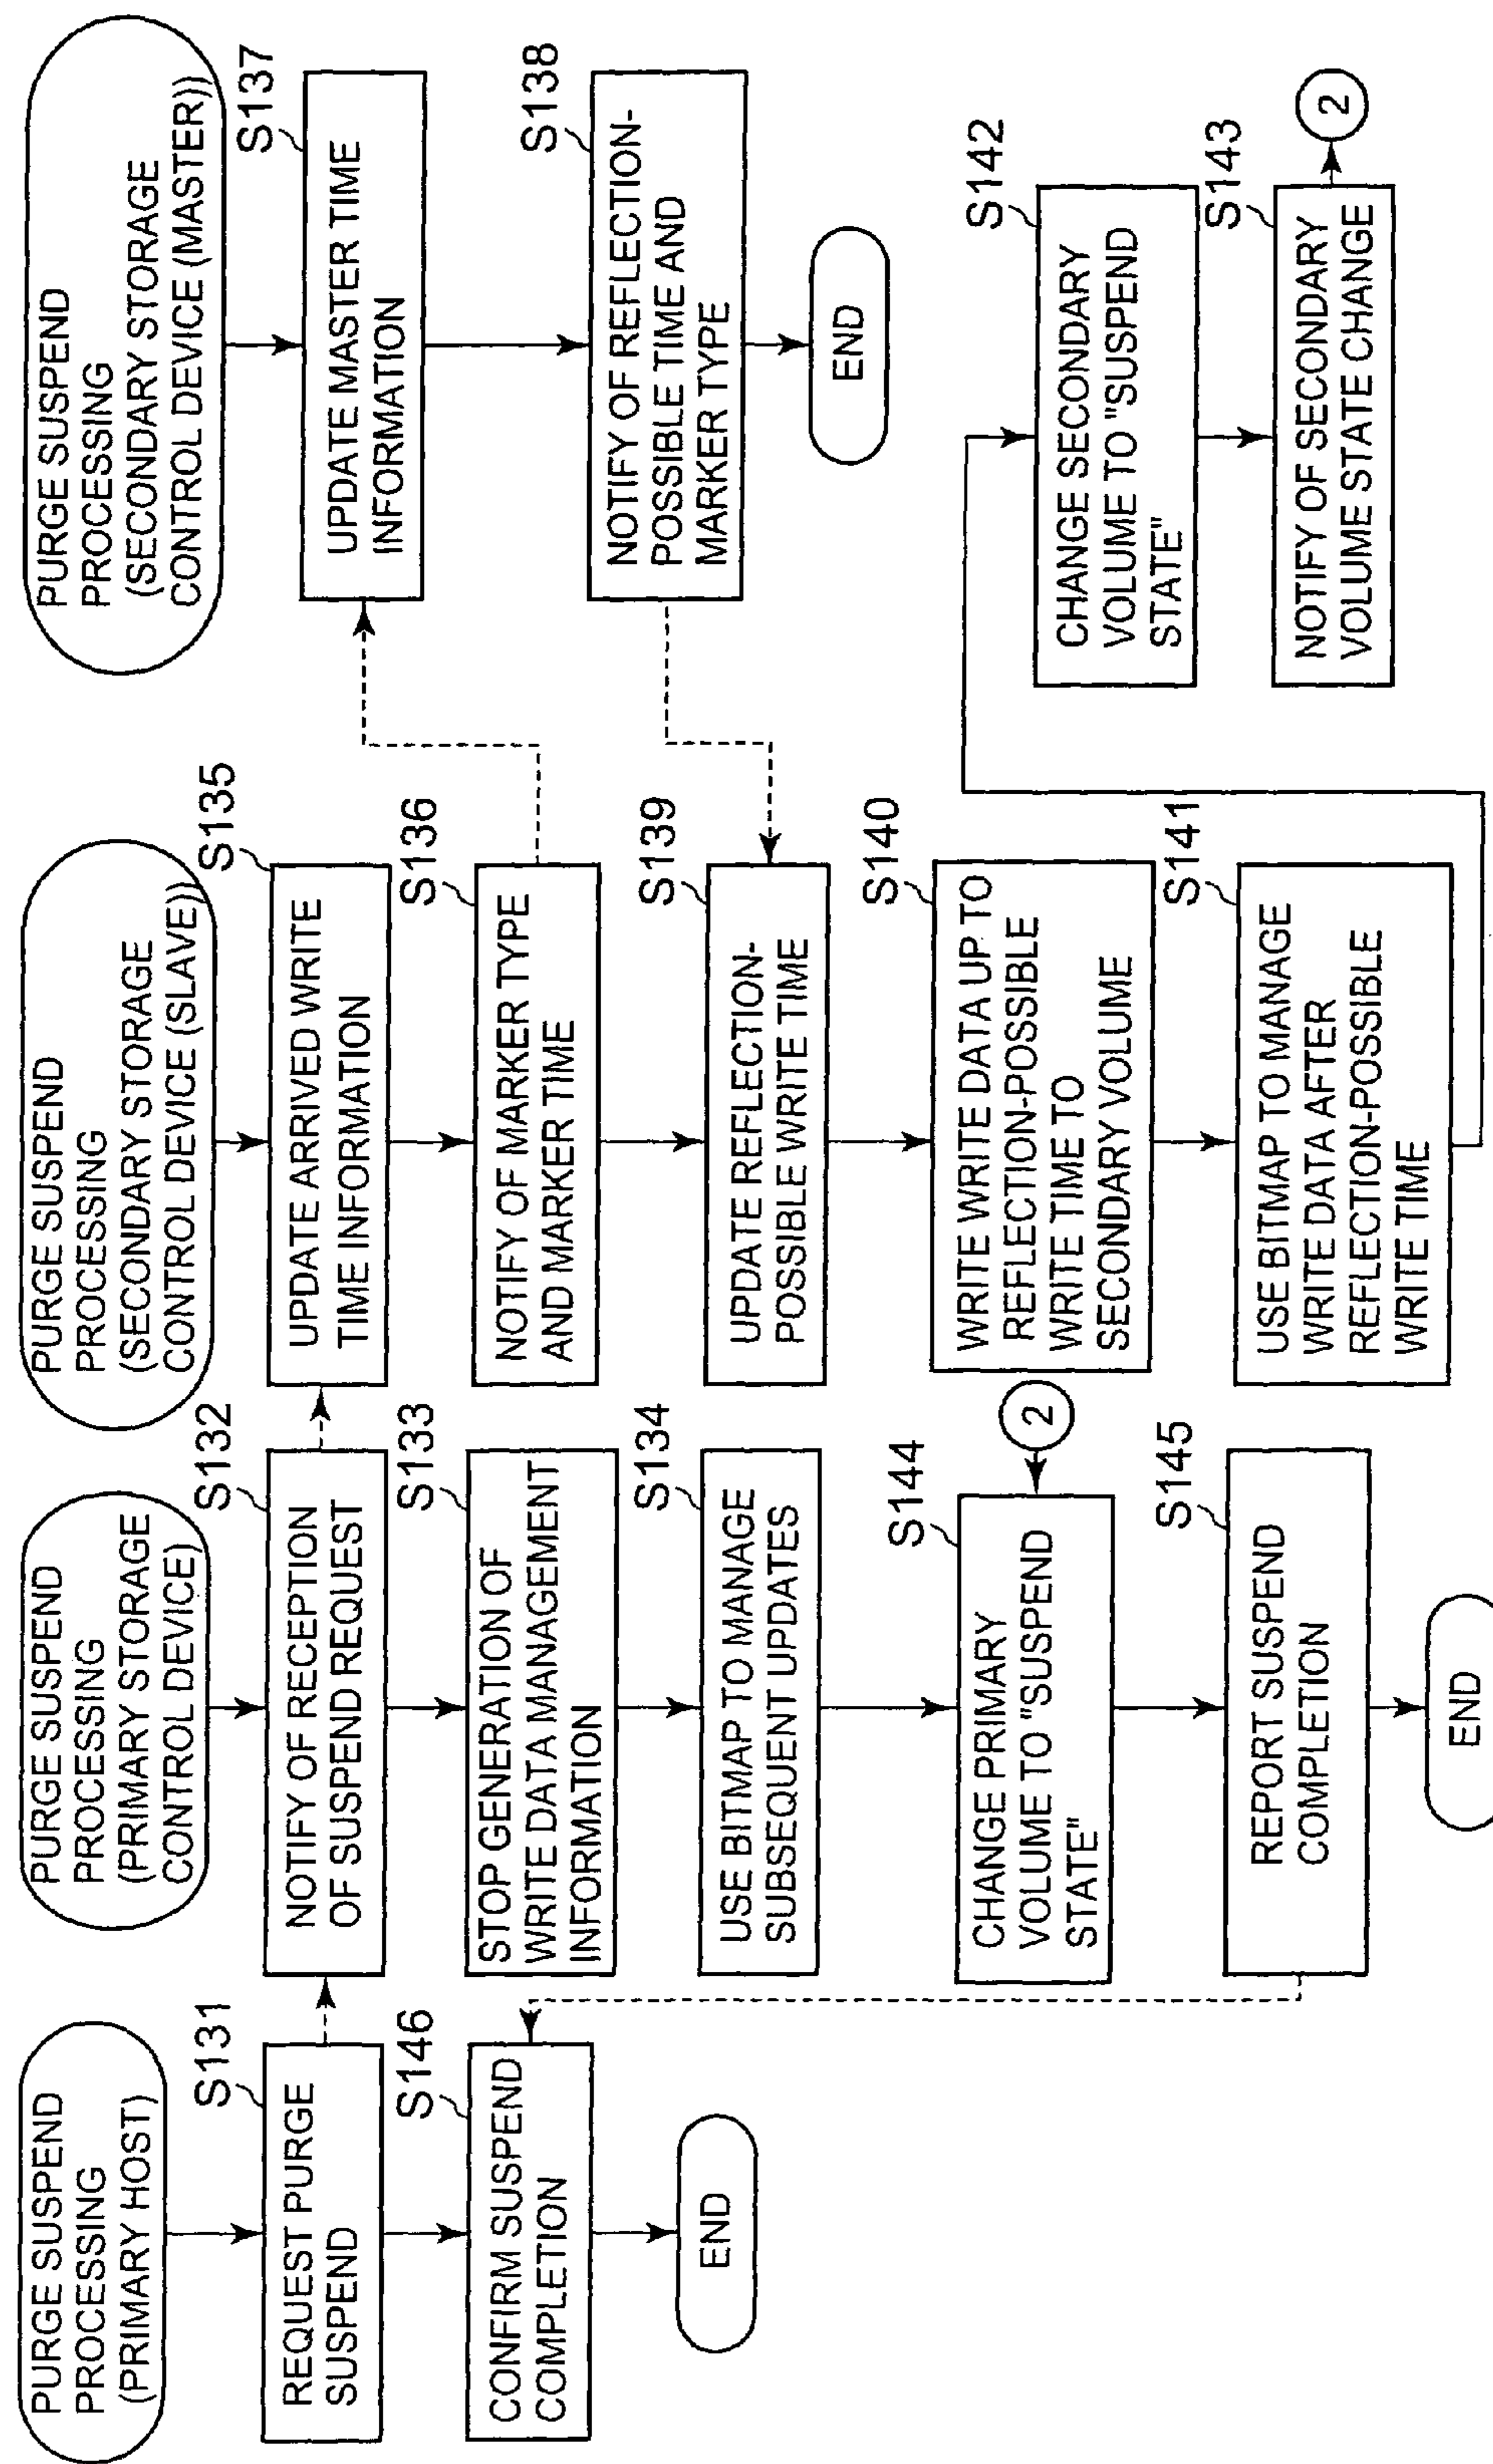 PURGE SUSPEND
PROCESSING
(PRIMARY HOST)
S131
REQUEST PURGE
SUSPEND
S146
CONFIRM SUSPEND
COMPLETION
END
PURGE SUSPEND
PROCESSING
(PRIMARY STORAGE
CONTROL DEVICE)
S132
NOTIFY OF RECEPTION
OF SUSPEND REQUEST
S133
STOP GENERATION OF
WRITE DATA MANAGEMENT
INFORMATION
S134
USE BITMAP TO MANAGE
SUBSEQUENT UPDATES
2
S144
CHANGE PRIMARY
VOLUME TO "SUSPEND
STATE"
S145
REPORT SUSPEND
COMPLETION
END
PURGE SUSPEND
PROCESSING
(SECONDARY STORAGE
CONTROL DEVICE (SLAVE))
S135
UPDATE ARRIVED WRITE
TIME INFORMATION
S136
NOTIFY OF MARKER TYPE
AND MARKER TIME
S139
UPDATE REFLECTION-
POSSIBLE WRITE TIME
S140
WRITE WRITE DATA UP TO
REFLECTION-POSSIBLE
WRITE TIME TO
SECONDARY VOLUME
S141
USE BITMAP TO MANAGE
WRITE DATA AFTER
REFLECTION-POSSIBLE
WRITE TIME
PURGE SUSPEND
PROCESSING
(SECONDARY STORAGE
CONTROL DEVICE (MASTER))
S137
UPDATE MASTER TIME
INFORMATION
S138
NOTIFY OF REFLECTION-
POSSIBLE TIME AND
MARKER TYPE
END
S142
CHANGE SECONDARY
VOLUME TO "SUSPEND
STATE"
S143
NOTIFY OF SECONDARY
VOLUME STATE CHANGE
2